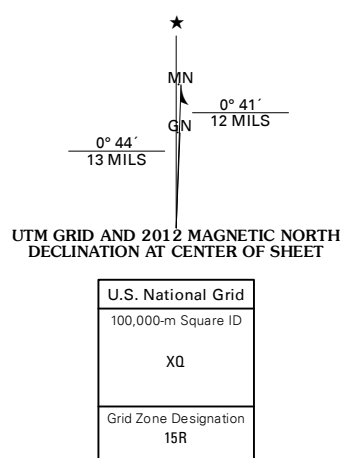 ★
MN
0° 41´
12 MILS
GN
0° 44´
13 MILS
UTM GRID AND 2012 MAGNETIC NORTH
DECLINATION AT CENTER OF SHEET
U.S. National Grid
100,000-m Square ID
XQ
Grid Zone Designation
15R